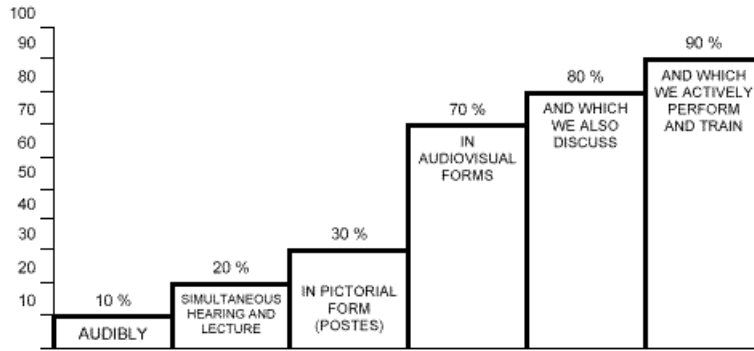 100
90
80
70
60
50
40
30
20
10
10 %
AUDIBLY
20 %
SIMULTANEOUS
HEARING AND
LECTURE
30 %
IN PICTORIAL
FORM
(POSTES)
70 %
IN
AUDIOVISUAL
FORMS
80 %
AND WHICH
WE ALSO
DISCUSS
90 %
AND WHICH
WE ACTIVELY
PERFORM
AND TRAIN